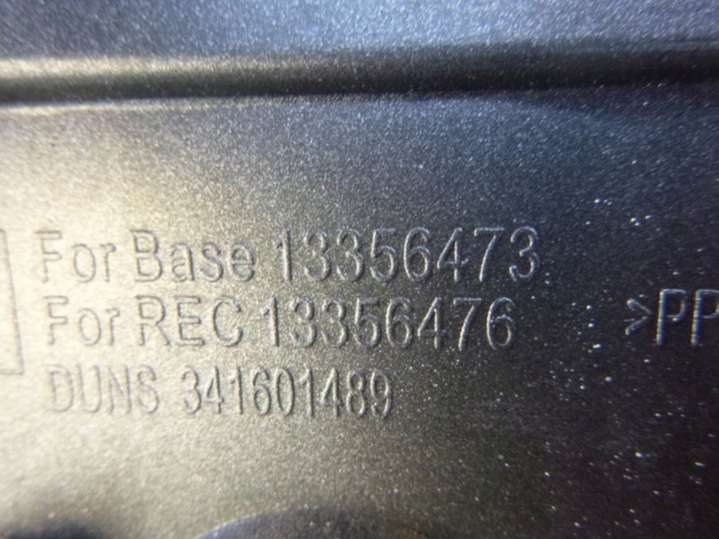 For Base 13356473
For REC 13356476 >PP
DUNS 341601489